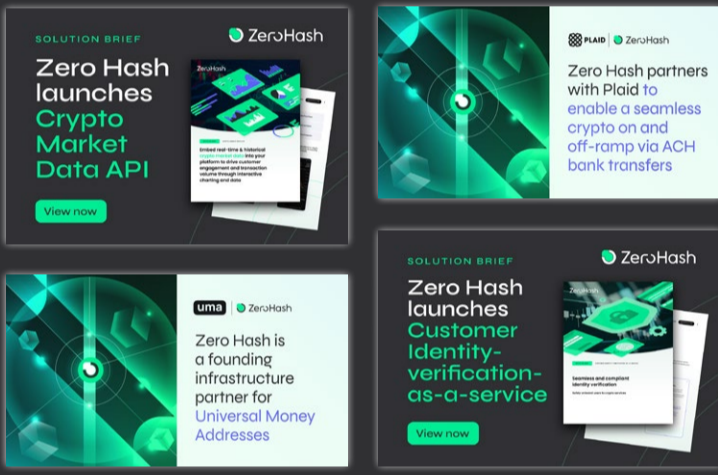 SOLUTION BRIEF
ZeroHash
Zero Hash
launches
Crypto
Market
Data API
View now
ZeroHash
Embed real-time & historical
crypto market data into your
platform to drive customer
engagement and transaction
volume through interactive
charting and data
PLAID | ZeroHash
Zero Hash partners
with Plaid to
enable a seamless
crypto on and
off-ramp via ACH
bank transfers
uma | ZeroHash
Zero Hash is
a founding
infrastructure
partner for
Universal Money
Addresses
SOLUTION BRIEF
ZeroHash
Zero Hash
launches
Customer
Identity-
verification-
as-a-service
View now
ZeroHash
Seamless and compliant
identity verification